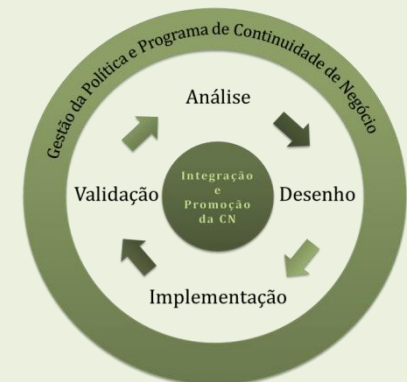 Gestão da Política e Programa de Continuidade de Negócio
Análise
Integração
e
Promoção
da CN
Validação
Desenho
Implementação